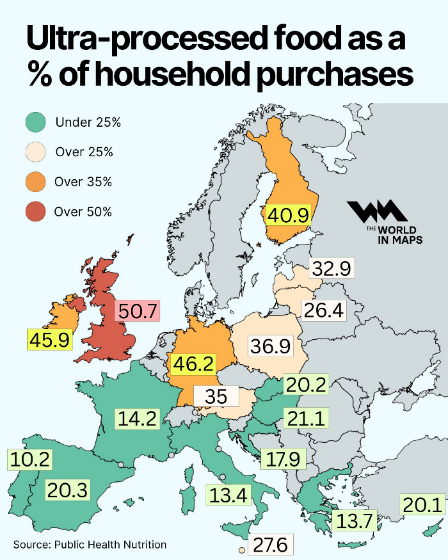 Ultra-processed food as a
% of household purchases
Under 25%
Over 25%
Over 35%
Over 50%
THE WORLD
IN MAPS
40.9
32.9
26.4
50.7
45.9
36.9
46.2
35
20.2
21.1
14.2
17.9
10.2
20.3
13.4
13.7
20.1
27.6
Source: Public Health Nutrition